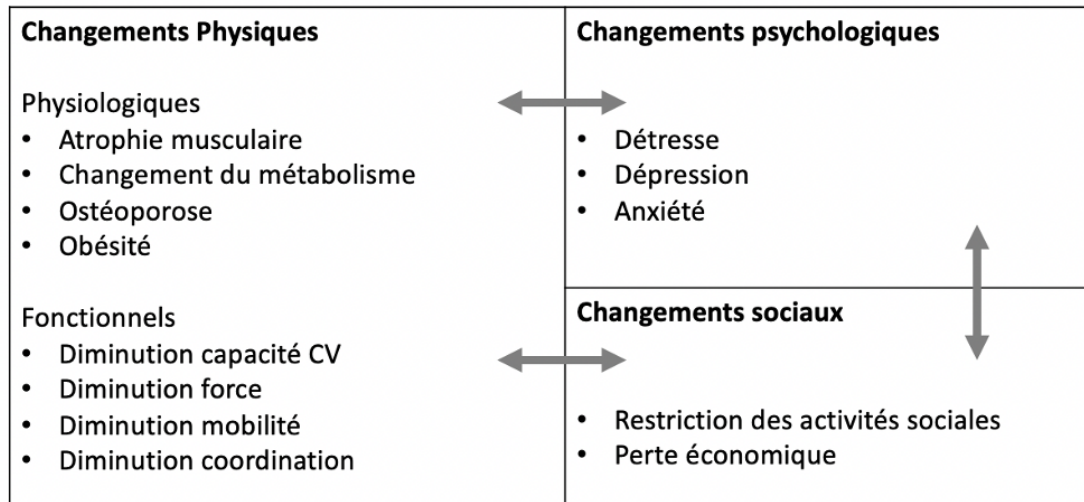 Changements Physiques
Physiologiques
• Atrophie musculaire
• Changement du métabolisme
• Ostéoporose
• Obésité
Fonctionnels
• Diminution capacité CV
• Diminution force
• Diminution mobilité
• Diminution coordination
Changements psychologiques
• Détresse
• Dépression
• Anxiété
Changements sociaux
• Restriction des activités sociales
• Perte économique